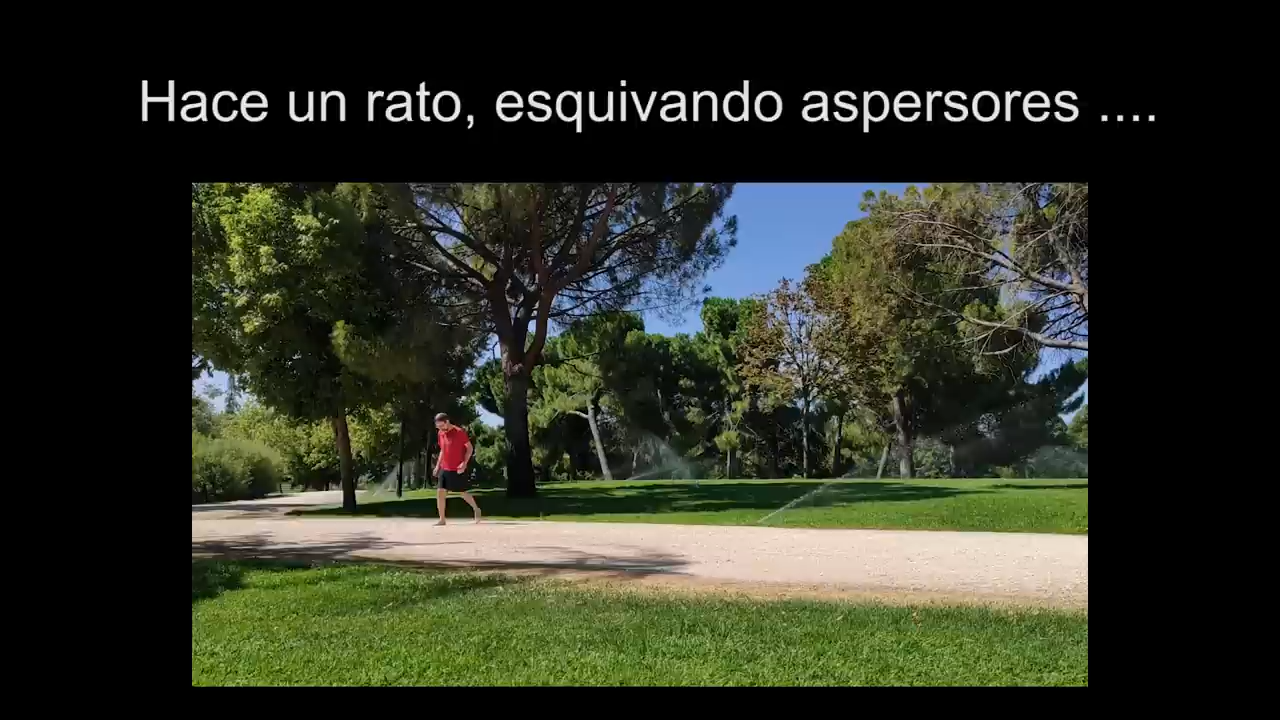 Hace un rato, esquivando aspersores ....